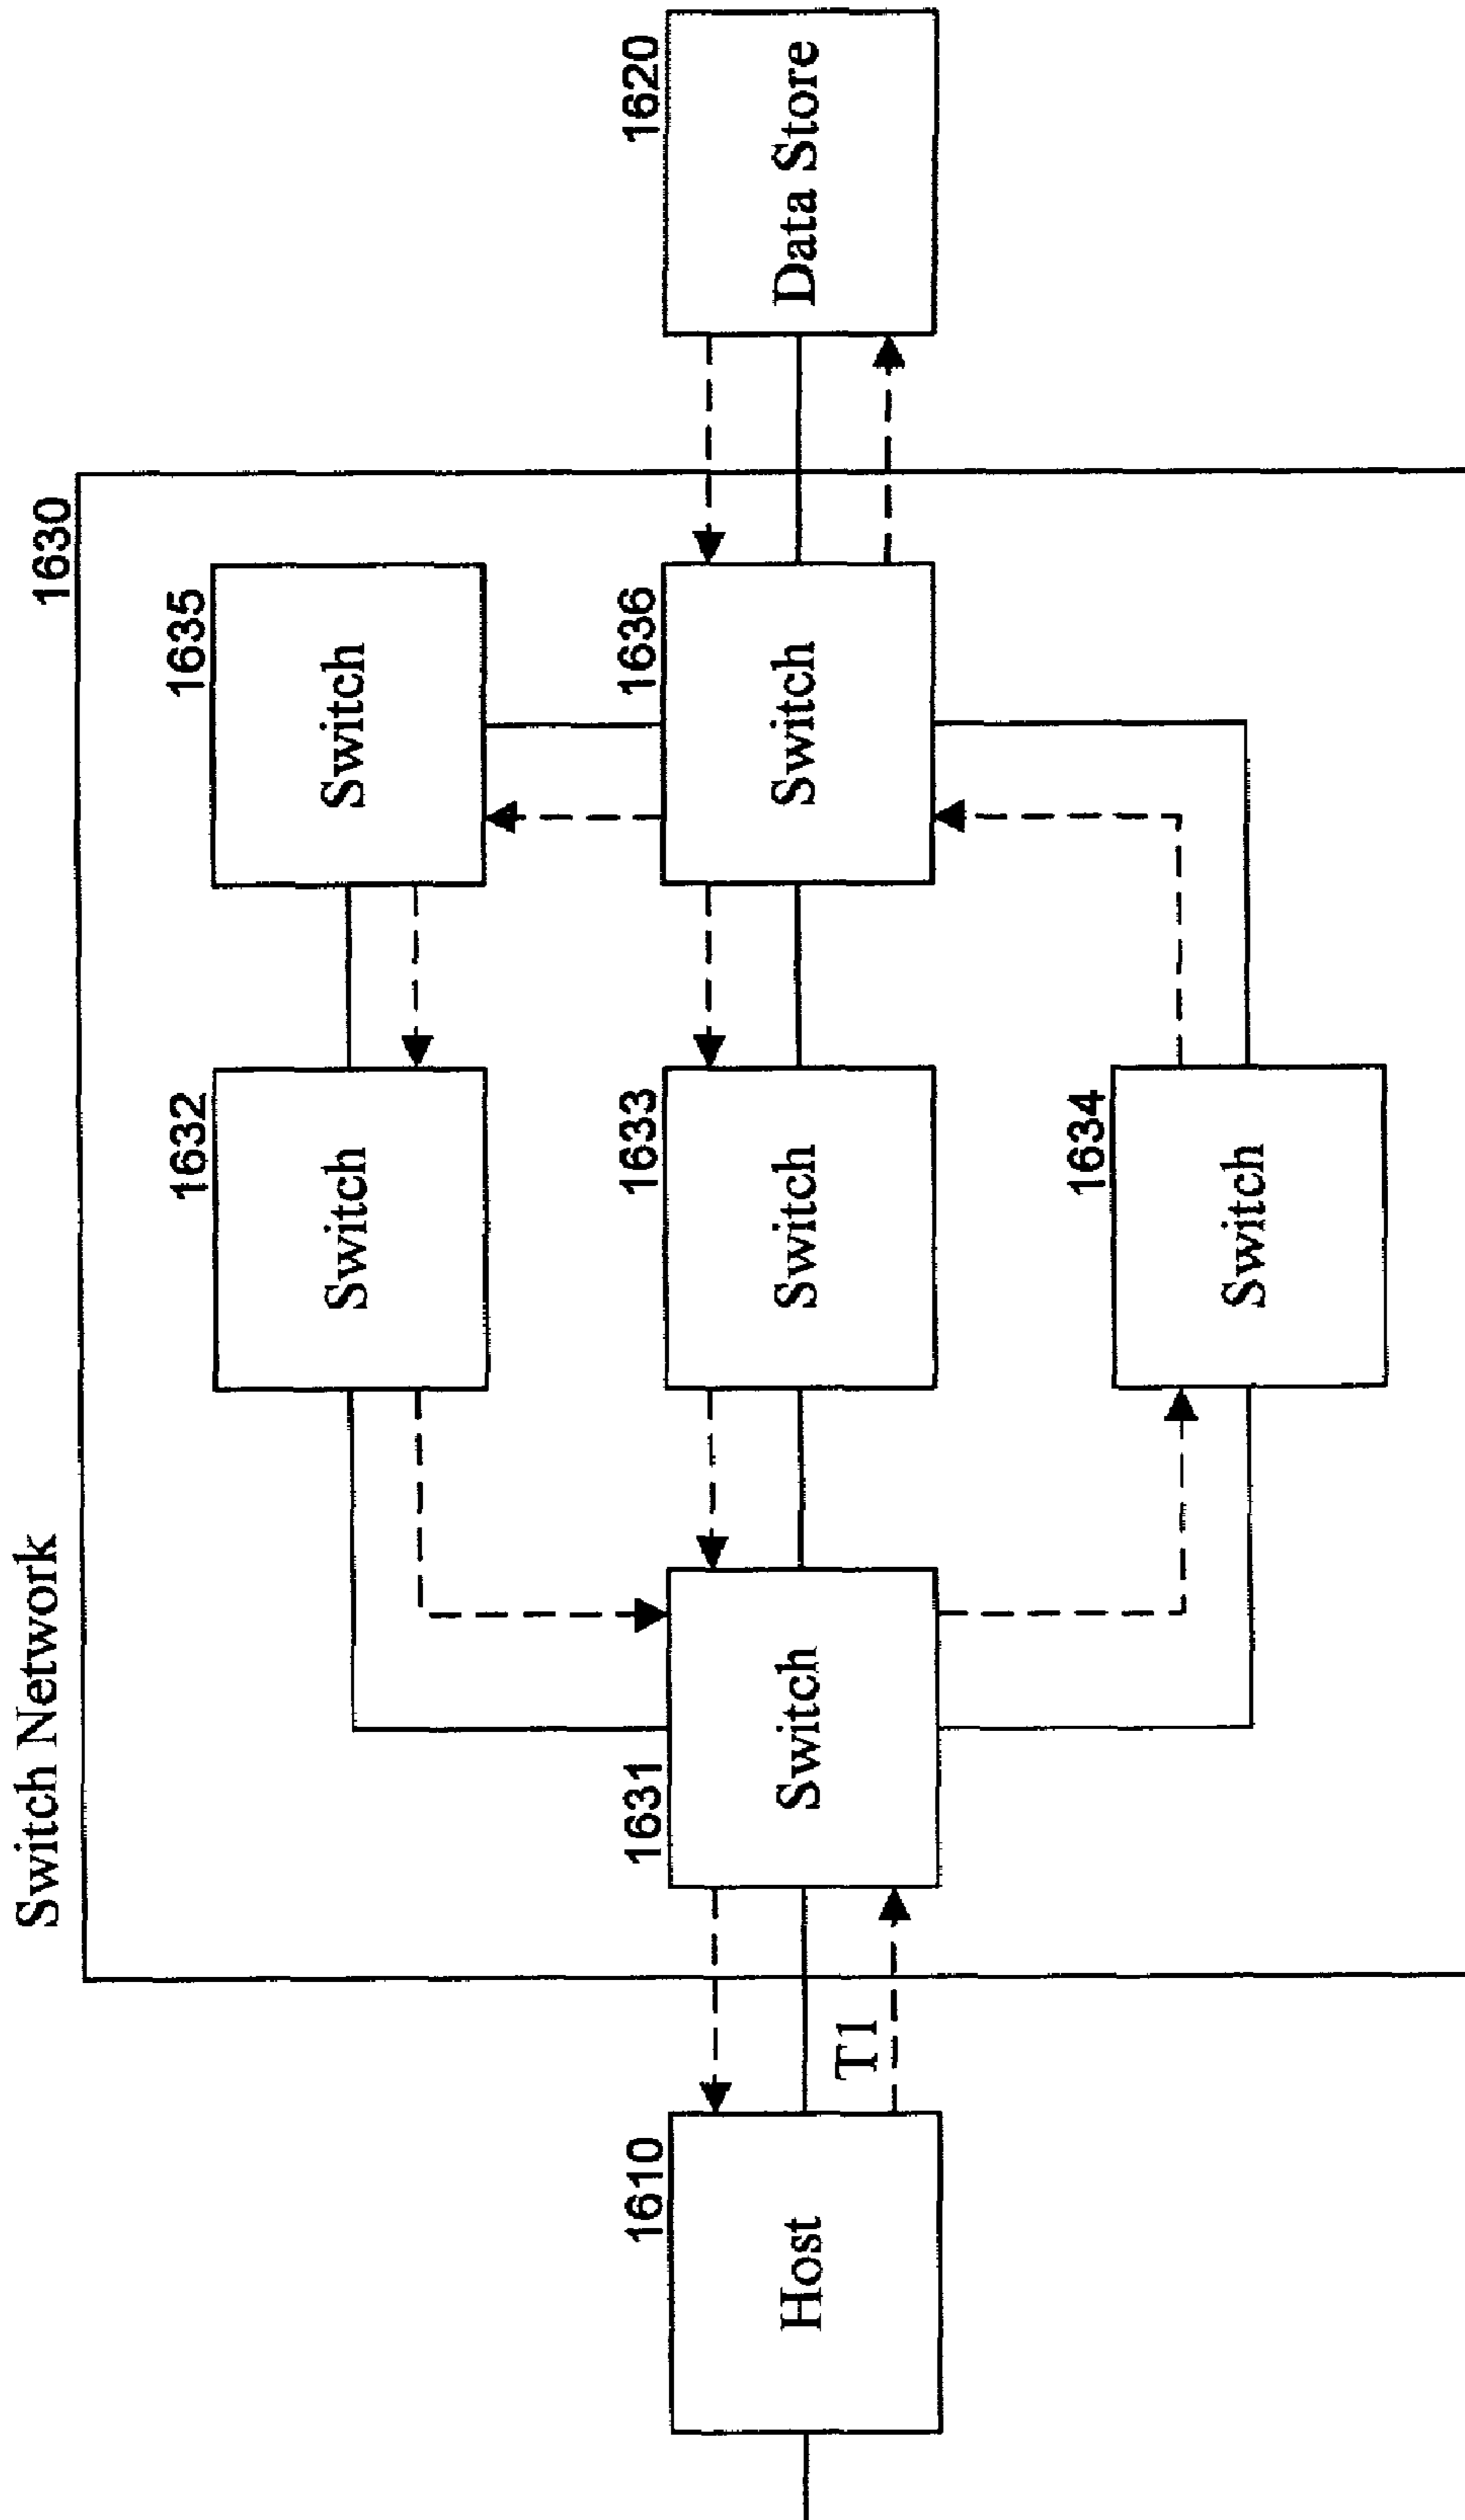 Switch Network
1630
1632
Switch
1635
Switch
1631
Switch
1633
Switch
1636
Switch
1610
Host
T1
1620
Data Store
1634
Switch